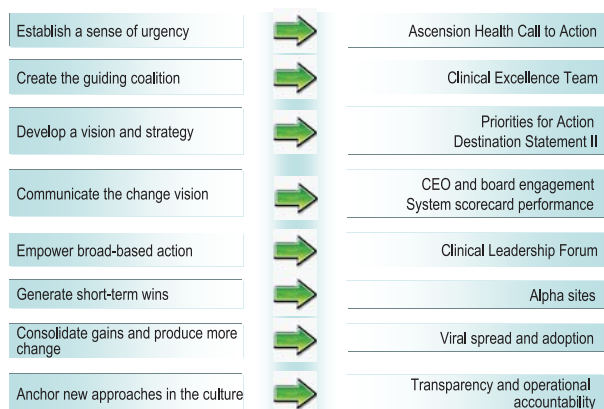 Establish a sense of urgency
Ascension Health Call to Action
Create the guiding coalition
Clinical Excellence Team
Develop a vision and strategy
Priorities for Action
Destination Statement II
Communicate the change vision
CEO and board engagement
System scorecard performance
Empower broad-based action
Clinical Leadership Forum
Generate short-term wins
Alpha sites
Consolidate gains and produce more
change
Viral spread and adoption
Anchor new approaches in the culture
Transparency and operational
accountability